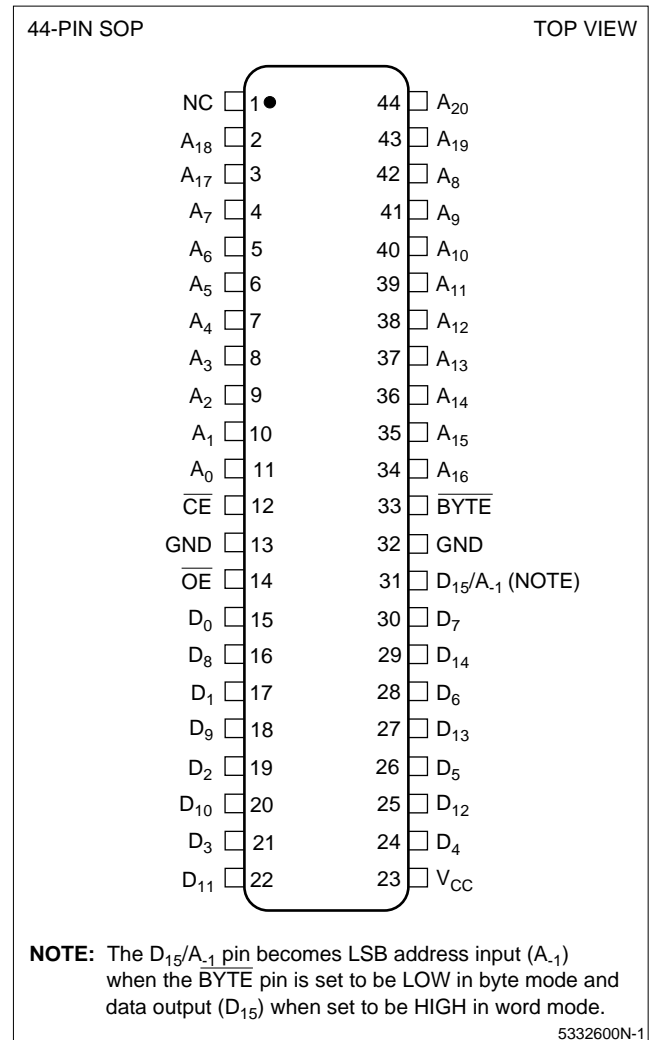 44-PIN SOP TOP VIEW
NC 1 44 A₂₀
A₁₈ 2 43 A₁₉
A₁₇ 3 42 A₈
A₇ 4 41 A₉
A₆ 5 40 A₁₀
A₅ 6 39 A₁₁
A₄ 7 38 A₁₂
A₃ 8 37 A₁₃
A₂ 9 36 A₁₄
A₁ 10 35 A₁₅
A₀ 11 34 A₁₆
C̅E̅ 12 33 B̅Y̅T̅E̅
GND 13 32 GND
O̅E̅ 14 31 D₁₅/A₋₁ (NOTE)
D₀ 15 30 D₇
D₈ 16 29 D₁₄
D₁ 17 28 D₆
D₉ 18 27 D₁₃
D₂ 19 26 D₅
D₁₀ 20 25 D₁₂
D₃ 21 24 D₄
D₁₁ 22 23 V_CC
NOTE: The D₁₅/A₋₁ pin becomes LSB address input (A₋₁)
when the B̅Y̅T̅E̅ pin is set to be LOW in byte mode and
data output (D₁₅) when set to be HIGH in word mode.
5332600N-1